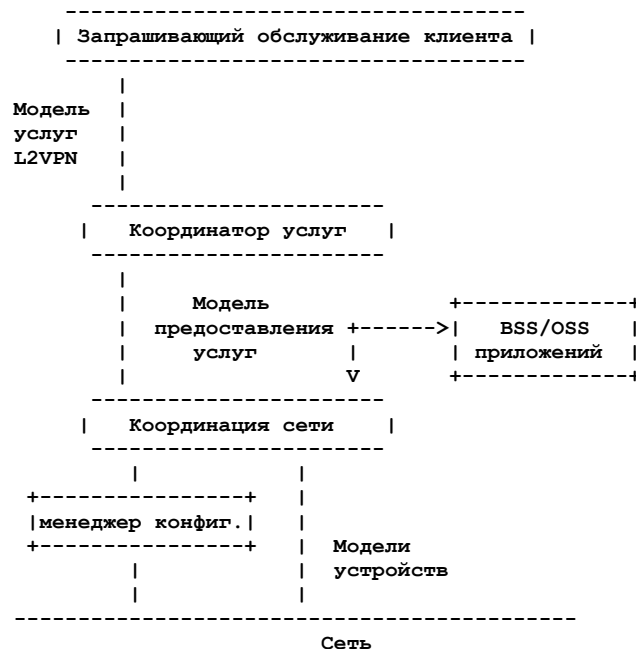 Запрашивающий обслуживание клиента
Модель
услуг
L2VPN
Координатор услуг
Модель
предоставления
услуг
BSS/OSS
приложений
Координация сети
менеджер конфиг.
Модели
устройств
Сеть